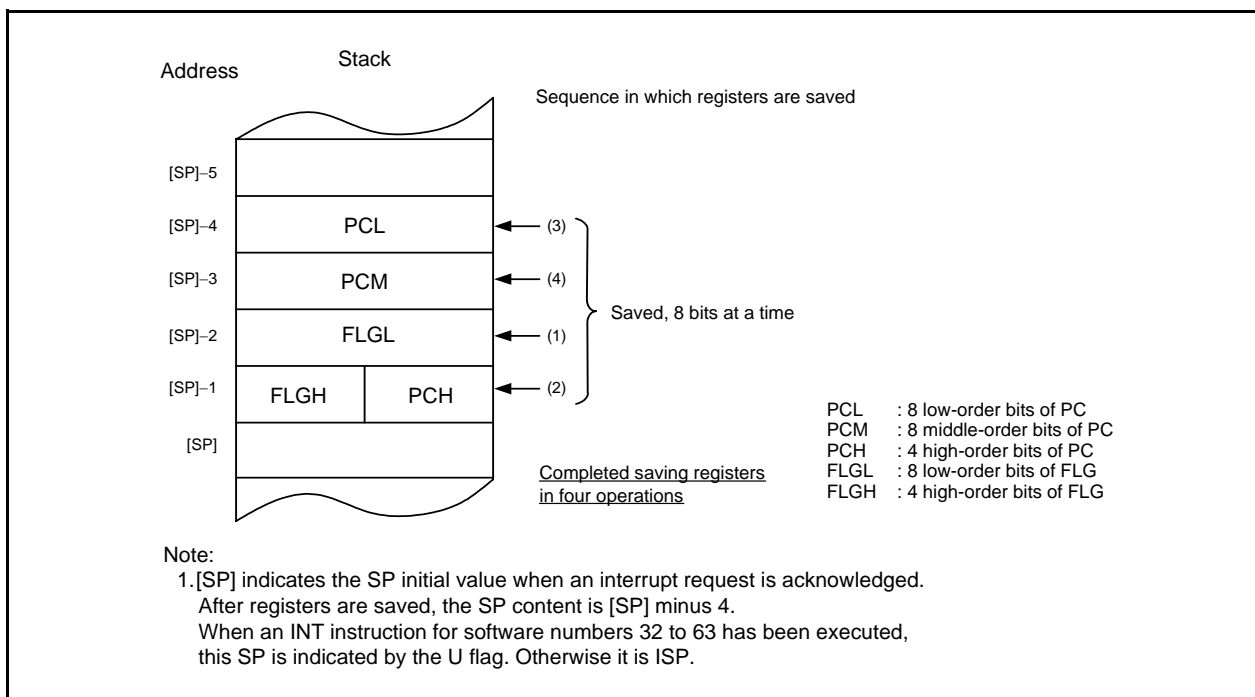 Address
Stack
Sequence in which registers are saved
[SP]−5
[SP]−4 PCL (3)
[SP]−3 PCM (4)
Saved, 8 bits at a time
[SP]−2 FLGL (1)
[SP]−1 FLGH PCH (2)
[SP]
Completed saving registers
in four operations
PCL : 8 low-order bits of PC
PCM : 8 middle-order bits of PC
PCH : 4 high-order bits of PC
FLGL : 8 low-order bits of FLG
FLGH : 4 high-order bits of FLG
Note:
1.[SP] indicates the SP initial value when an interrupt request is acknowledged.
After registers are saved, the SP content is [SP] minus 4.
When an INT instruction for software numbers 32 to 63 has been executed,
this SP is indicated by the U flag. Otherwise it is ISP.